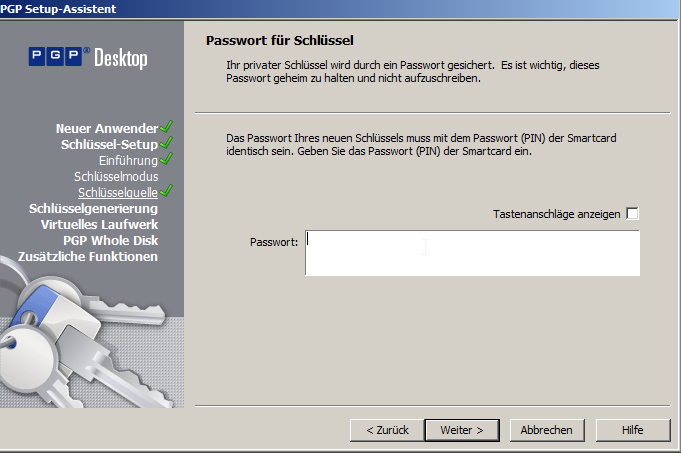 PGP Setup-Assistent
PGP® Desktop
Neuer Anwender
Schlüssel-Setup
Einführung
Schlüsselmodus
Schlüsselquelle
Schlüsselgenerierung
Virtuelles Laufwerk
PGP Whole Disk
Zusätzliche Funktionen
Passwort für Schlüssel
Ihr privater Schlüssel wird durch ein Passwort gesichert. Es ist wichtig, dieses
Passwort geheim zu halten und nicht aufzuschreiben.
Das Passwort Ihres neuen Schlüssels muss mit dem Passwort (PIN) der Smartcard
identisch sein. Geben Sie das Passwort (PIN) der Smartcard ein.
Tastenanschläge anzeigen
Passwort:
< Zurück
Weiter >
Abbrechen
Hilfe